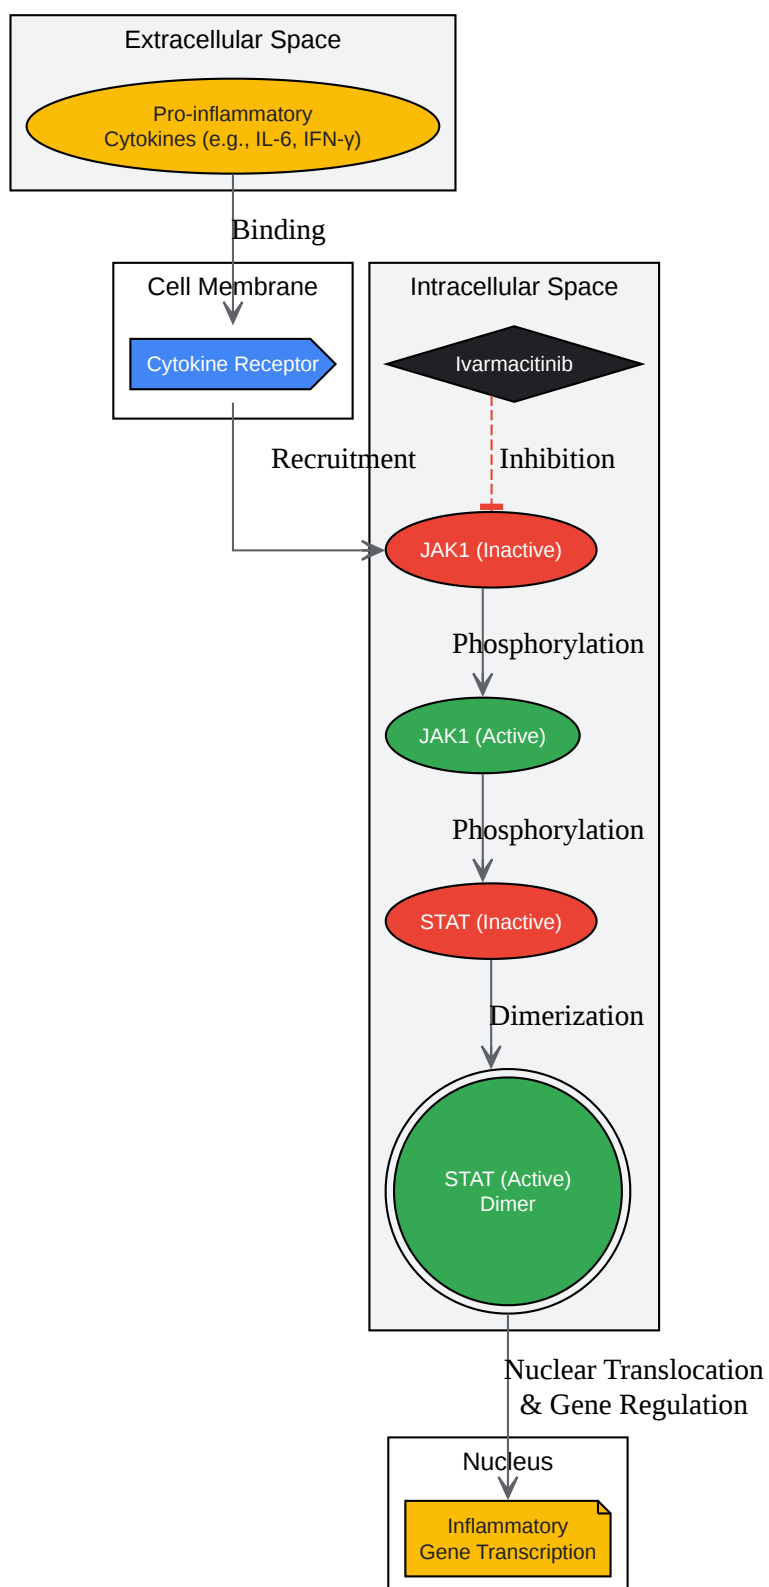 Extracellular Space
Pro-inflammatory
Cytokines (e.g., IL-6, IFN-γ)
Binding
Cell Membrane
Cytokine Receptor
Intracellular Space
Ivarmacitinib
Recruitment
Inhibition
JAK1 (Inactive)
Phosphorylation
JAK1 (Active)
Phosphorylation
STAT (Inactive)
Dimerization
STAT (Active)
Dimer
Nuclear Translocation
& Gene Regulation
Nucleus
Inflammatory
Gene Transcription